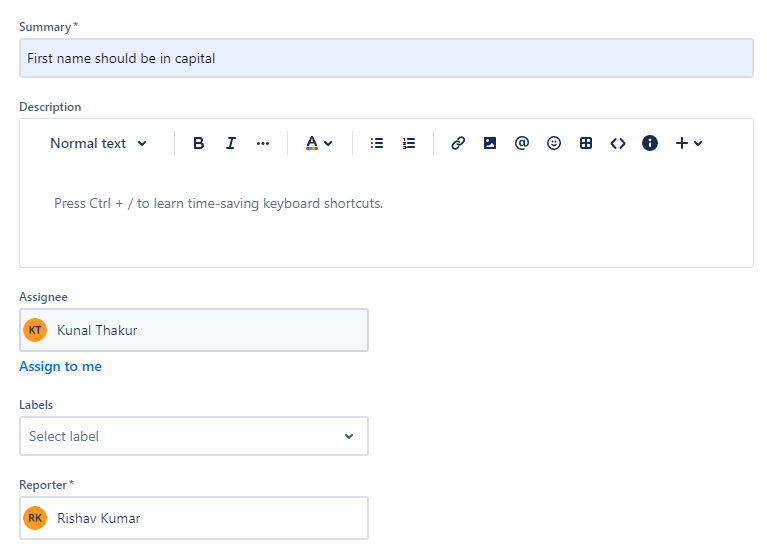 Summary*
First name should be in capital
Description
Normal text B I ... A @ <> i +
Press Ctrl + / to learn time-saving keyboard shortcuts.
Assignee
KT Kunal Thakur
Assign to me
Labels
Select label
Reporter*
RK Rishav Kumar